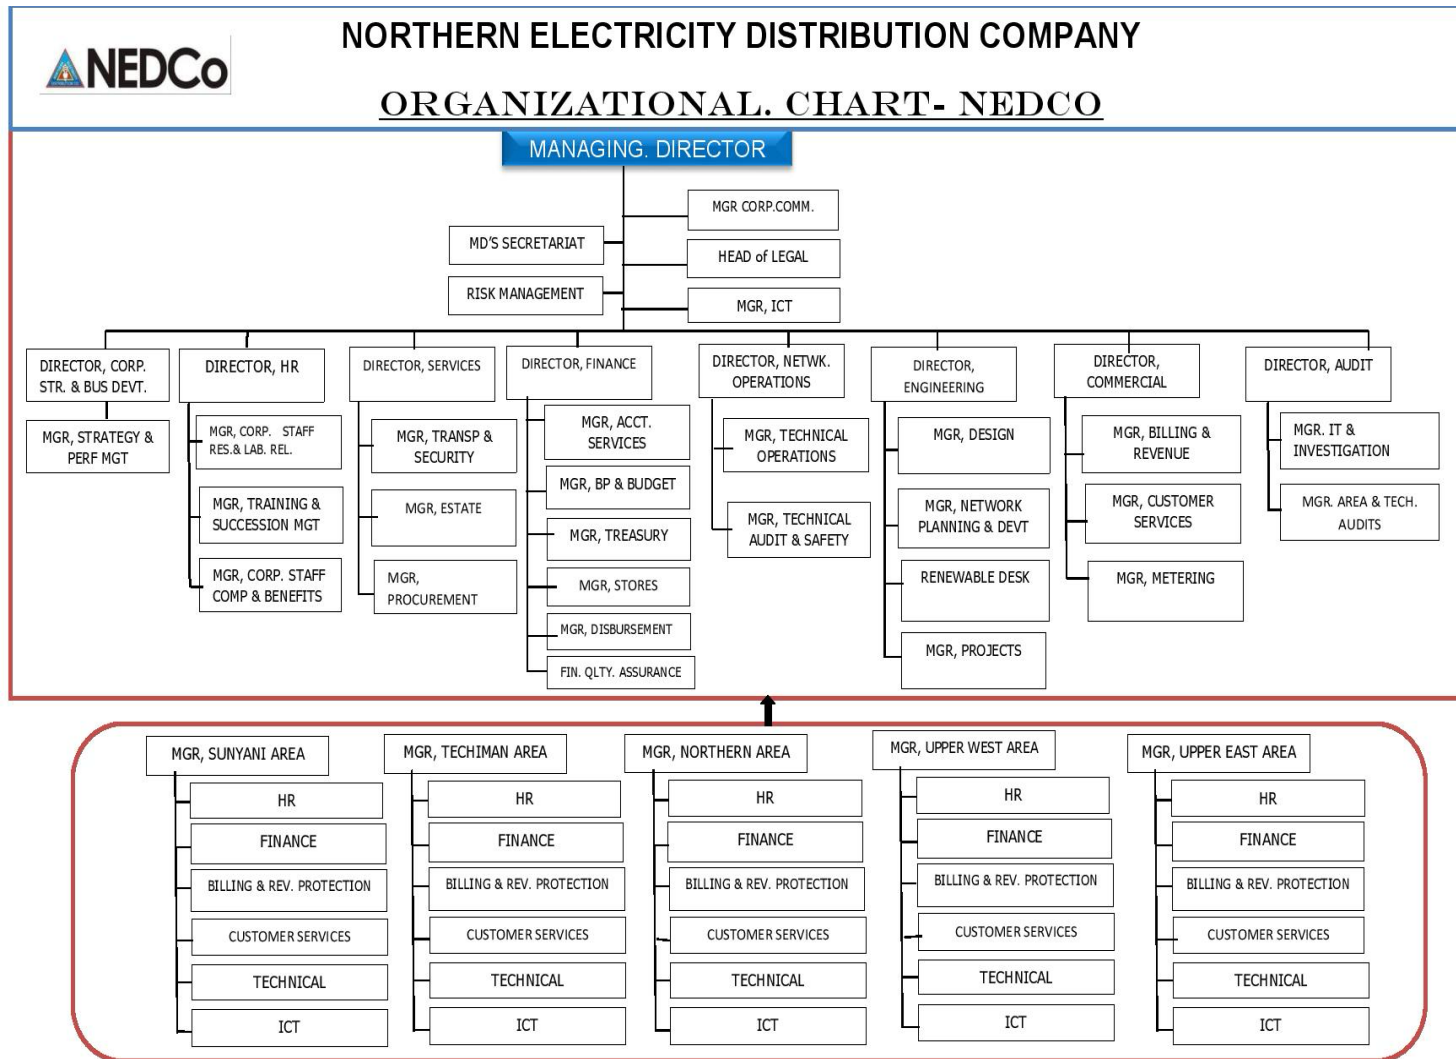 NEDCo
NORTHERN ELECTRICITY DISTRIBUTION COMPANY
ORGANIZATIONAL. CHART- NEDCO
MANAGING. DIRECTOR
MGR CORP.COMM.
MD'S SECRETARIAT
HEAD of LEGAL
RISK MANAGEMENT
MGR, ICT
DIRECTOR, CORP.
STR. & BUS DEVT.
MGR, STRATEGY &
PERF MGT
DIRECTOR, HR
MGR, CORP. STAFF
RES.& LAB. REL.
MGR, TRAINING &
SUCCESSION MGT
MGR, CORP. STAFF
COMP & BENEFITS
DIRECTOR, SERVICES
MGR, TRANSP &
SECURITY
MGR, ESTATE
MGR,
PROCUREMENT
DIRECTOR, FINANCE
MGR, ACCT.
SERVICES
MGR, BP & BUDGET
MGR, TREASURY
MGR, STORES
MGR, DISBURSEMENT
FIN. QLTY. ASSURANCE
DIRECTOR, NETWK.
OPERATIONS
MGR, TECHNICAL
OPERATIONS
MGR, TECHNICAL
AUDIT & SAFETY
DIRECTOR,
ENGINEERING
MGR, DESIGN
MGR, NETWORK
PLANNING & DEVT
RENEWABLE DESK
MGR, PROJECTS
DIRECTOR,
COMMERCIAL
MGR, BILLING &
REVENUE
MGR, CUSTOMER
SERVICES
MGR, METERING
DIRECTOR, AUDIT
MGR. IT &
INVESTIGATION
MGR. AREA & TECH.
AUDITS
MGR, SUNYANI AREA
HR
FINANCE
BILLING & REV. PROTECTION
CUSTOMER SERVICES
TECHNICAL
ICT
MGR, TECHIMAN AREA
HR
FINANCE
BILLING & REV. PROTECTION
CUSTOMER SERVICES
TECHNICAL
ICT
MGR, NORTHERN AREA
HR
FINANCE
BILLING & REV. PROTECTION
CUSTOMER SERVICES
TECHNICAL
ICT
MGR, UPPER WEST AREA
HR
FINANCE
BILLING & REV. PROTECTION
CUSTOMER SERVICES
TECHNICAL
ICT
MGR, UPPER EAST AREA
HR
FINANCE
BILLING & REV. PROTECTION
CUSTOMER SERVICES
TECHNICAL
ICT